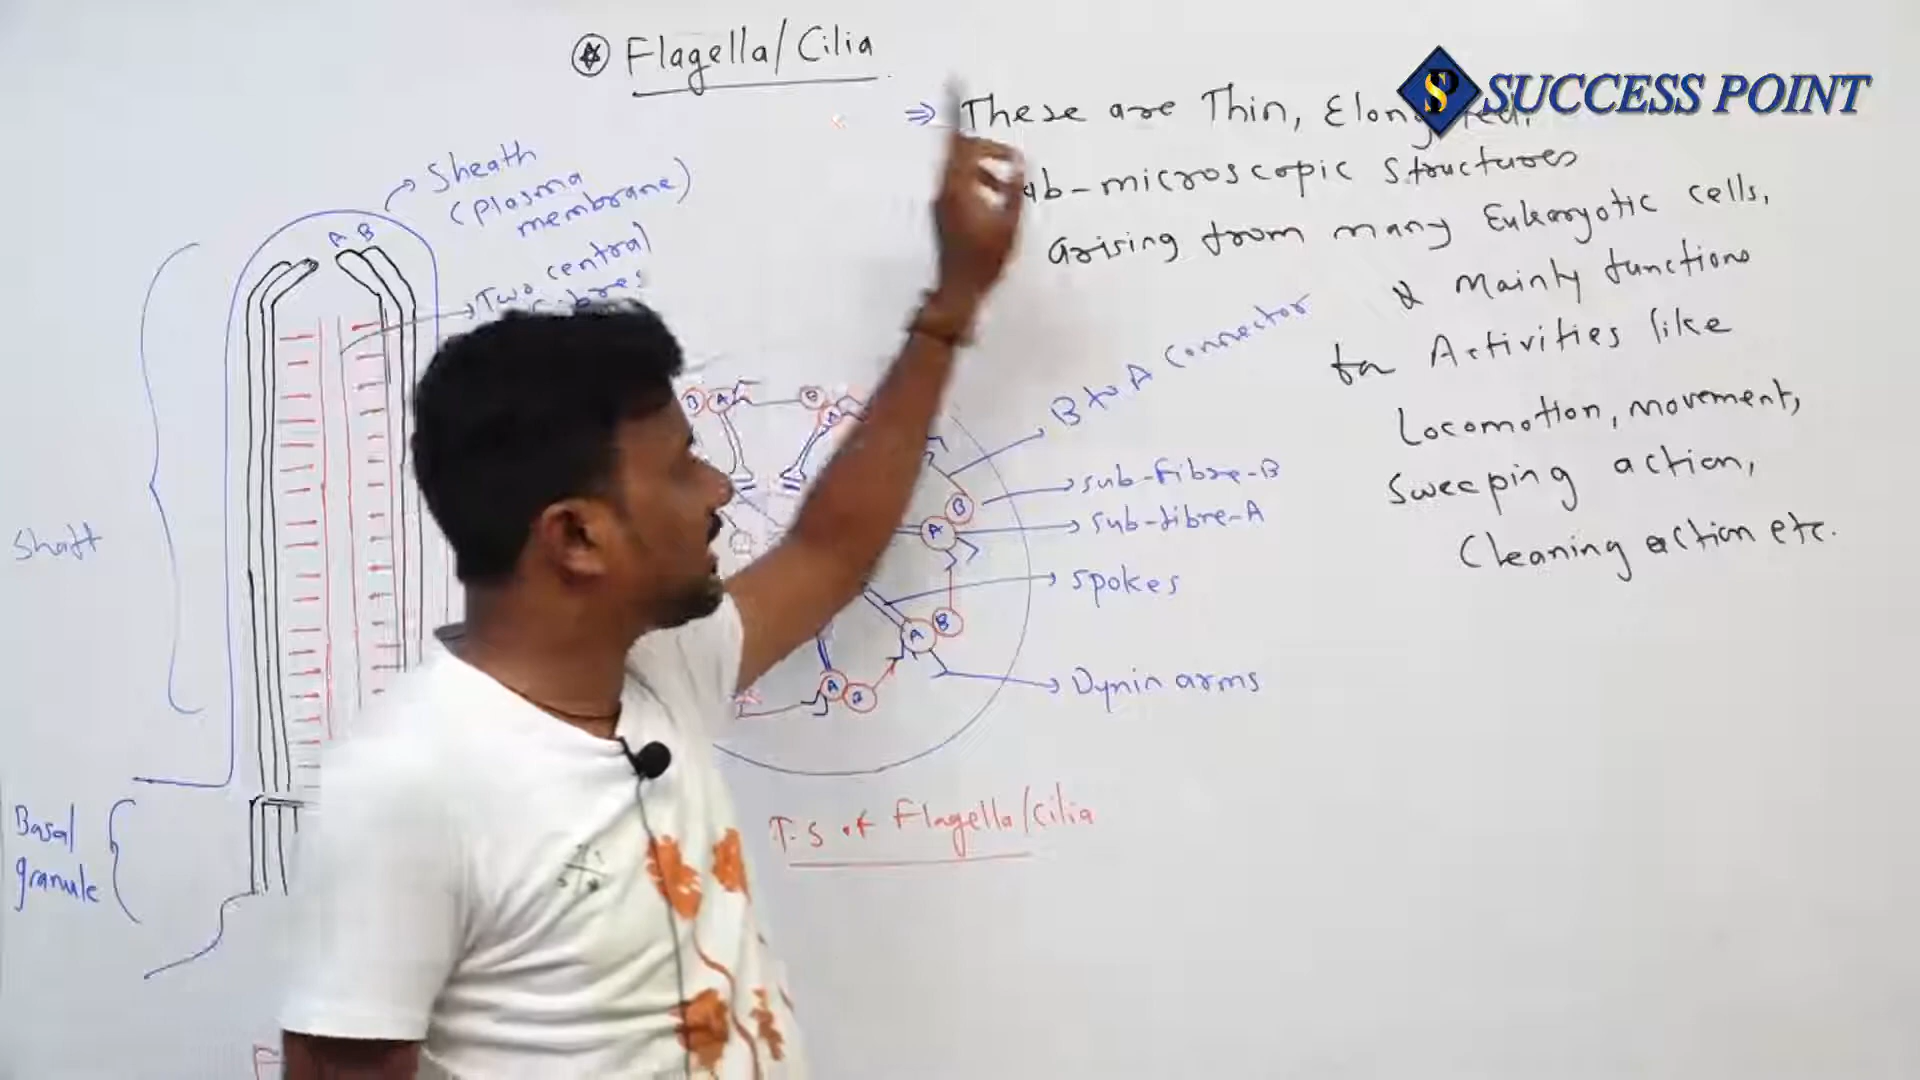 Flagella/Cilia
SUCCESS POINT
⇒ These are Thin,
microscopic structures
arising from many Eukaryotic cells,
& Mainly functions
for Activities like
Locomotion, movement,
sweeping action,
Cleaning action etc.
Sheath
(plasma
membrane)
Two central
A B
Shaft
Basal
granule
B to A connector
sub-fibre-B
sub-fibre-A
spokes
Dynin arms
B A
B
A
B
A
A B
A B
T.S of Flagella/Cilia